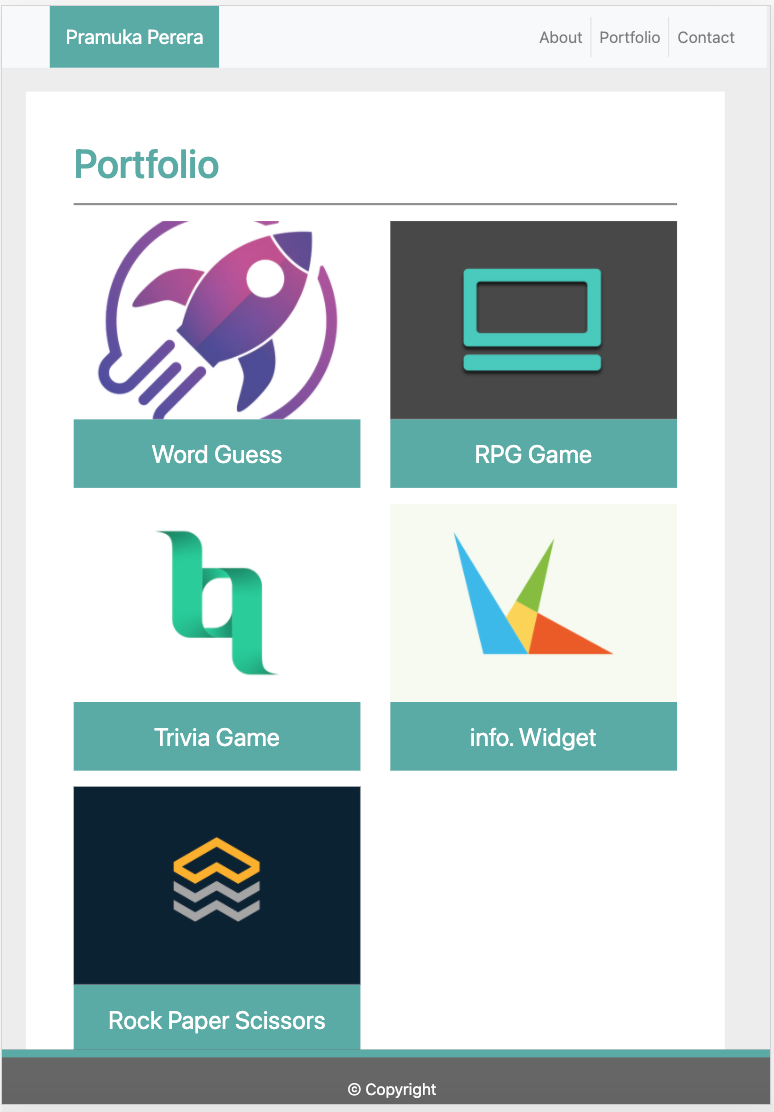 Pramuka Perera
About
Portfolio
Contact
Portfolio
Word Guess
RPG Game
Trivia Game
info. Widget
Rock Paper Scissors
© Copyright